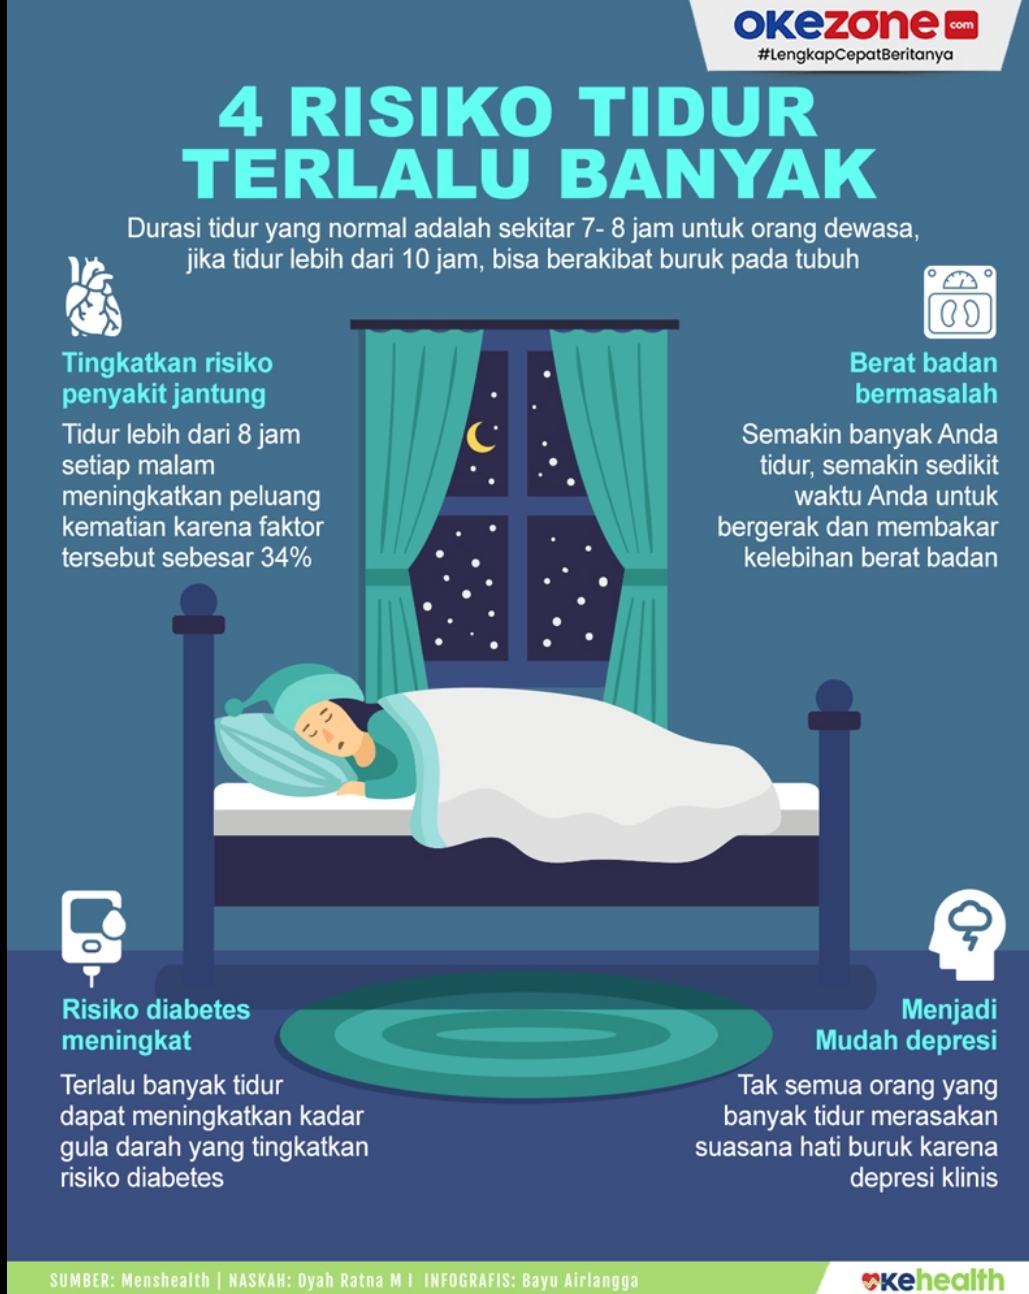 okezone com
#LengkapCepatBeritanya
4 RISIKO TIDUR
TERLALU BANYAK
Durasi tidur yang normal adalah sekitar 7- 8 jam untuk orang dewasa,
jika tidur lebih dari 10 jam, bisa berakibat buruk pada tubuh
Tingkatkan risiko
penyakit jantung
Tidur lebih dari 8 jam
setiap malam
meningkatkan peluang
kematian karena faktor
tersebut sebesar 34%
Berat badan
bermasalah
Semakin banyak Anda
tidur, semakin sedikit
waktu Anda untuk
bergerak dan membakar
kelebihan berat badan
Risiko diabetes
meningkat
Terlalu banyak tidur
dapat meningkatkan kadar
gula darah yang tingkatkan
risiko diabetes
Menjadi
Mudah depresi
Tak semua orang yang
banyak tidur merasakan
suasana hati buruk karena
depresi klinis
SUMBER: Menshealth | NASKAH: Dyah Ratna M I INFOGRAFIS: Bayu Airlangga
okehealth